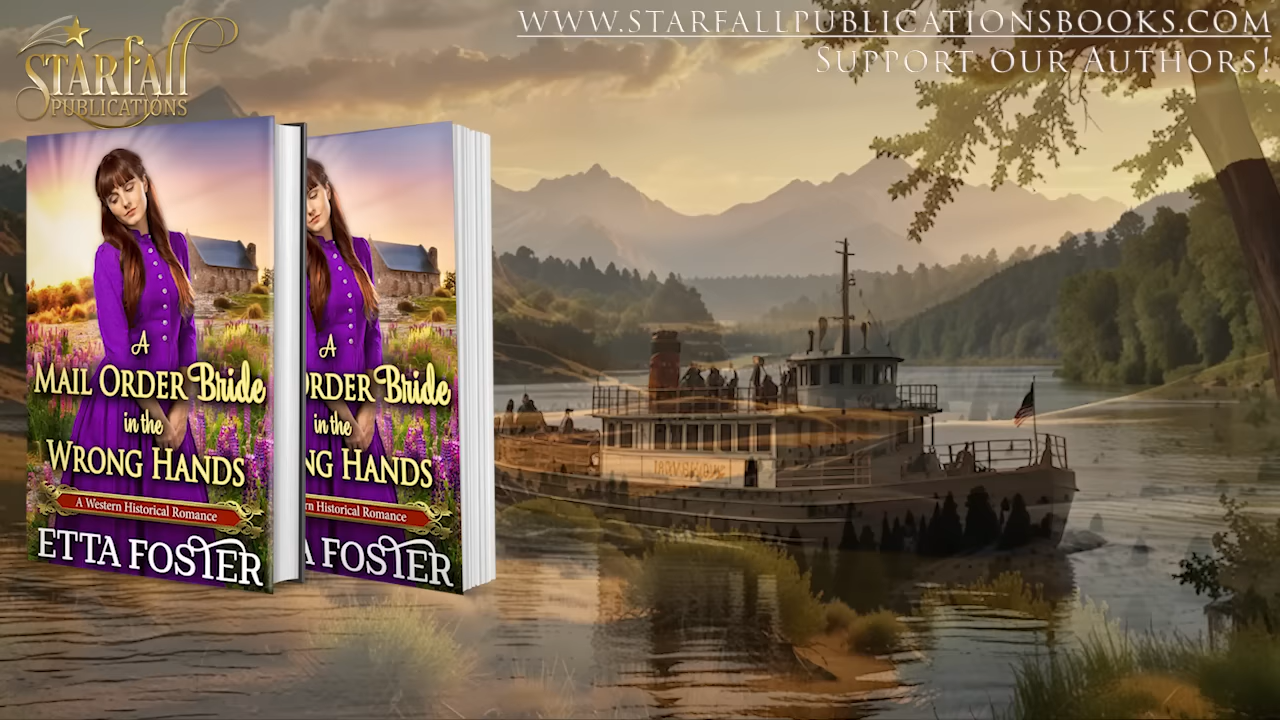 STARfall
PUBLICATIONS
WWW.STARFALLPUBLICATIONSBOOKS.COM
SUPPORT OUR AUTHORS!
A
MAIL ORDER Bride
in the
WRONG HANDS
A Western Historical Romance
ETTA FOSTER
A
ORDER Bride
in the
NG HANDS
rn Historical Romance
A FOSTER